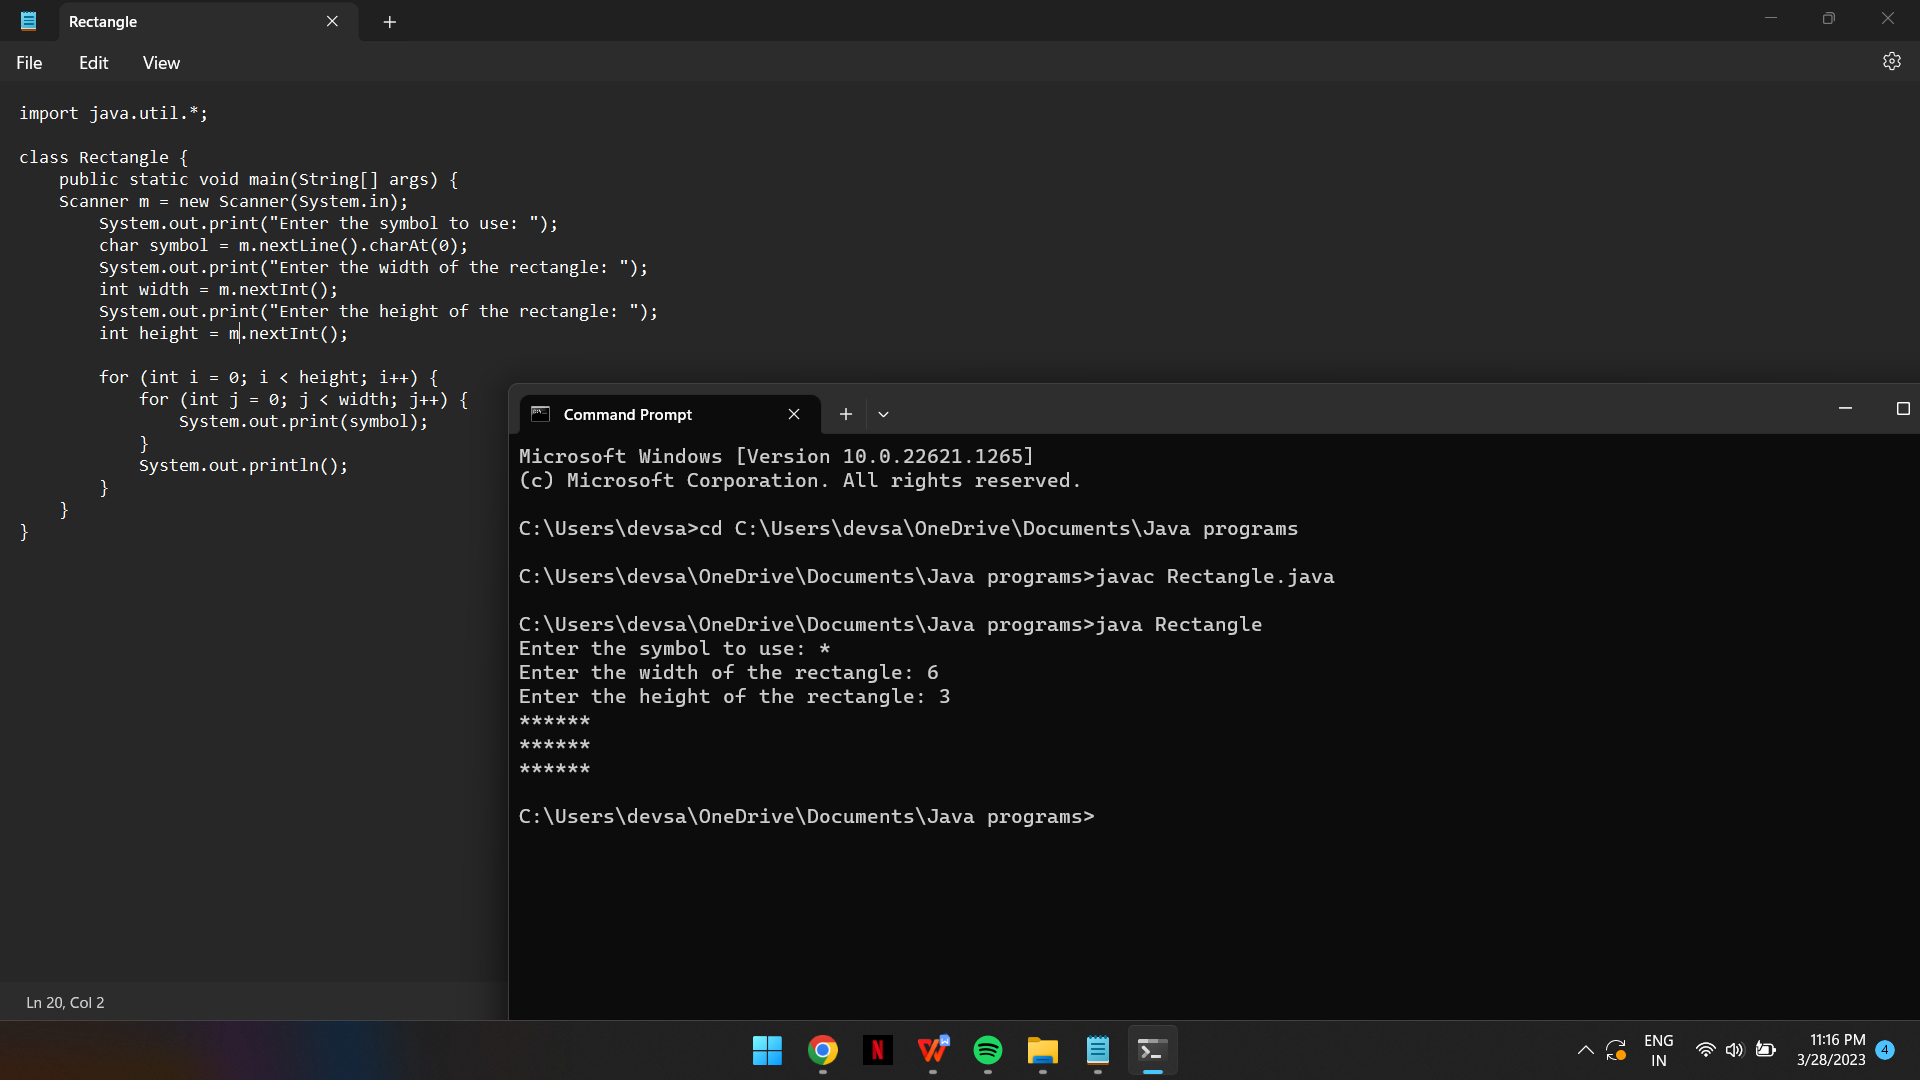 Rectangle
File Edit View
import java.util.*;
class Rectangle {
    public static void main(String[] args) {
    Scanner m = new Scanner(System.in);
        System.out.print("Enter the symbol to use: ");
        char symbol = m.nextLine().charAt(0);
        System.out.print("Enter the width of the rectangle: ");
        int width = m.nextInt();
        System.out.print("Enter the height of the rectangle: ");
        int height = m.nextInt();
        for (int i = 0; i < height; i++) {
            for (int j = 0; j < width; j++) {
                System.out.print(symbol);
            }
            System.out.println();
        }
    }
}
Ln 20, Col 2
Command Prompt
Microsoft Windows [Version 10.0.22621.1265]
(c) Microsoft Corporation. All rights reserved.
C:\Users\devsa>cd C:\Users\devsa\OneDrive\Documents\Java programs
C:\Users\devsa\OneDrive\Documents\Java programs>javac Rectangle.java
C:\Users\devsa\OneDrive\Documents\Java programs>java Rectangle
Enter the symbol to use: *
Enter the width of the rectangle: 6
Enter the height of the rectangle: 3
******
******
******
C:\Users\devsa\OneDrive\Documents\Java programs>
N
W
W
ENG
IN
11:16 PM
3/28/2023
4